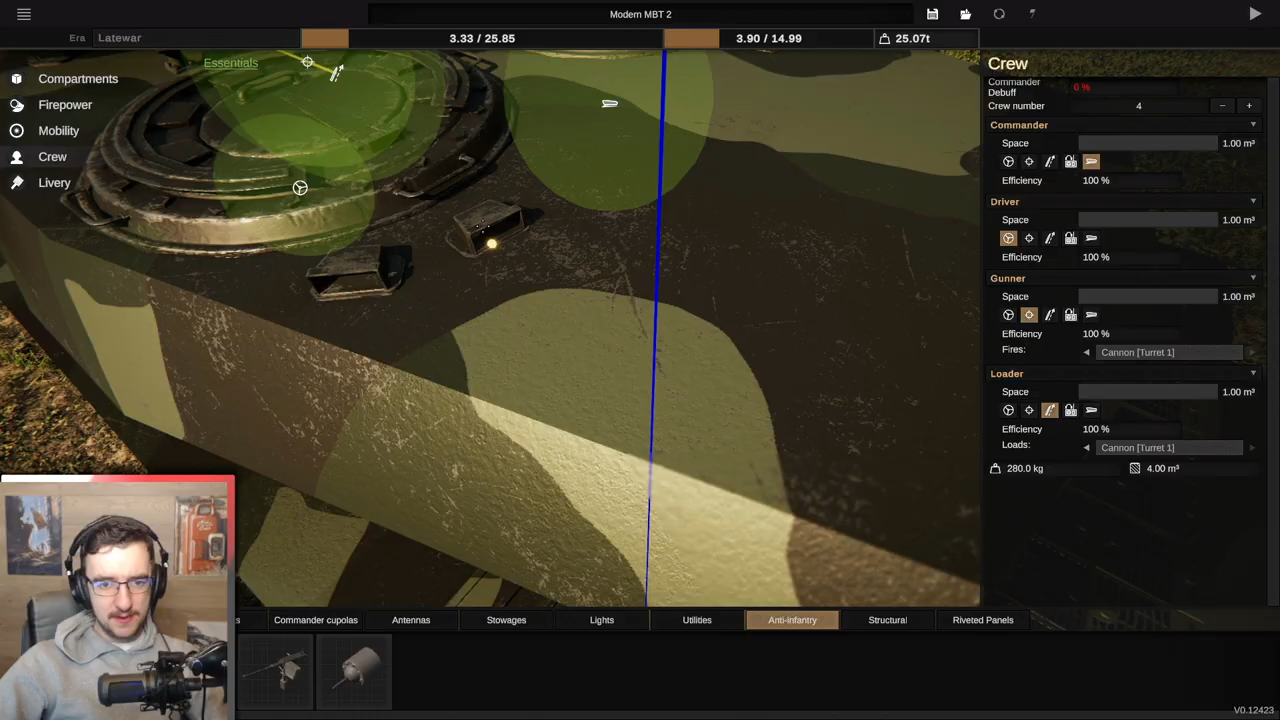 Modern MBT 2
Era Latewar 3.33 / 25.85 3.90 / 14.99 25.07t
Essentials
Compartments
Firepower
Mobility
Crew
Livery
Crew
Commander Debuff 0 %
Crew number 4 − +
Commander
Space 1.00 m³
Efficiency 100 %
Driver
Space 1.00 m³
Efficiency 100 %
Gunner
Space 1.00 m³
Efficiency 100 %
Fires: Cannon [Turret 1]
Loader
Space 1.00 m³
Efficiency 100 %
Loads: Cannon [Turret 1]
280.0 kg 4.00 m³
s Commander cupolas Antennas Stowages Lights Utilities Anti-infantry Structural Riveted Panels
V0.12423